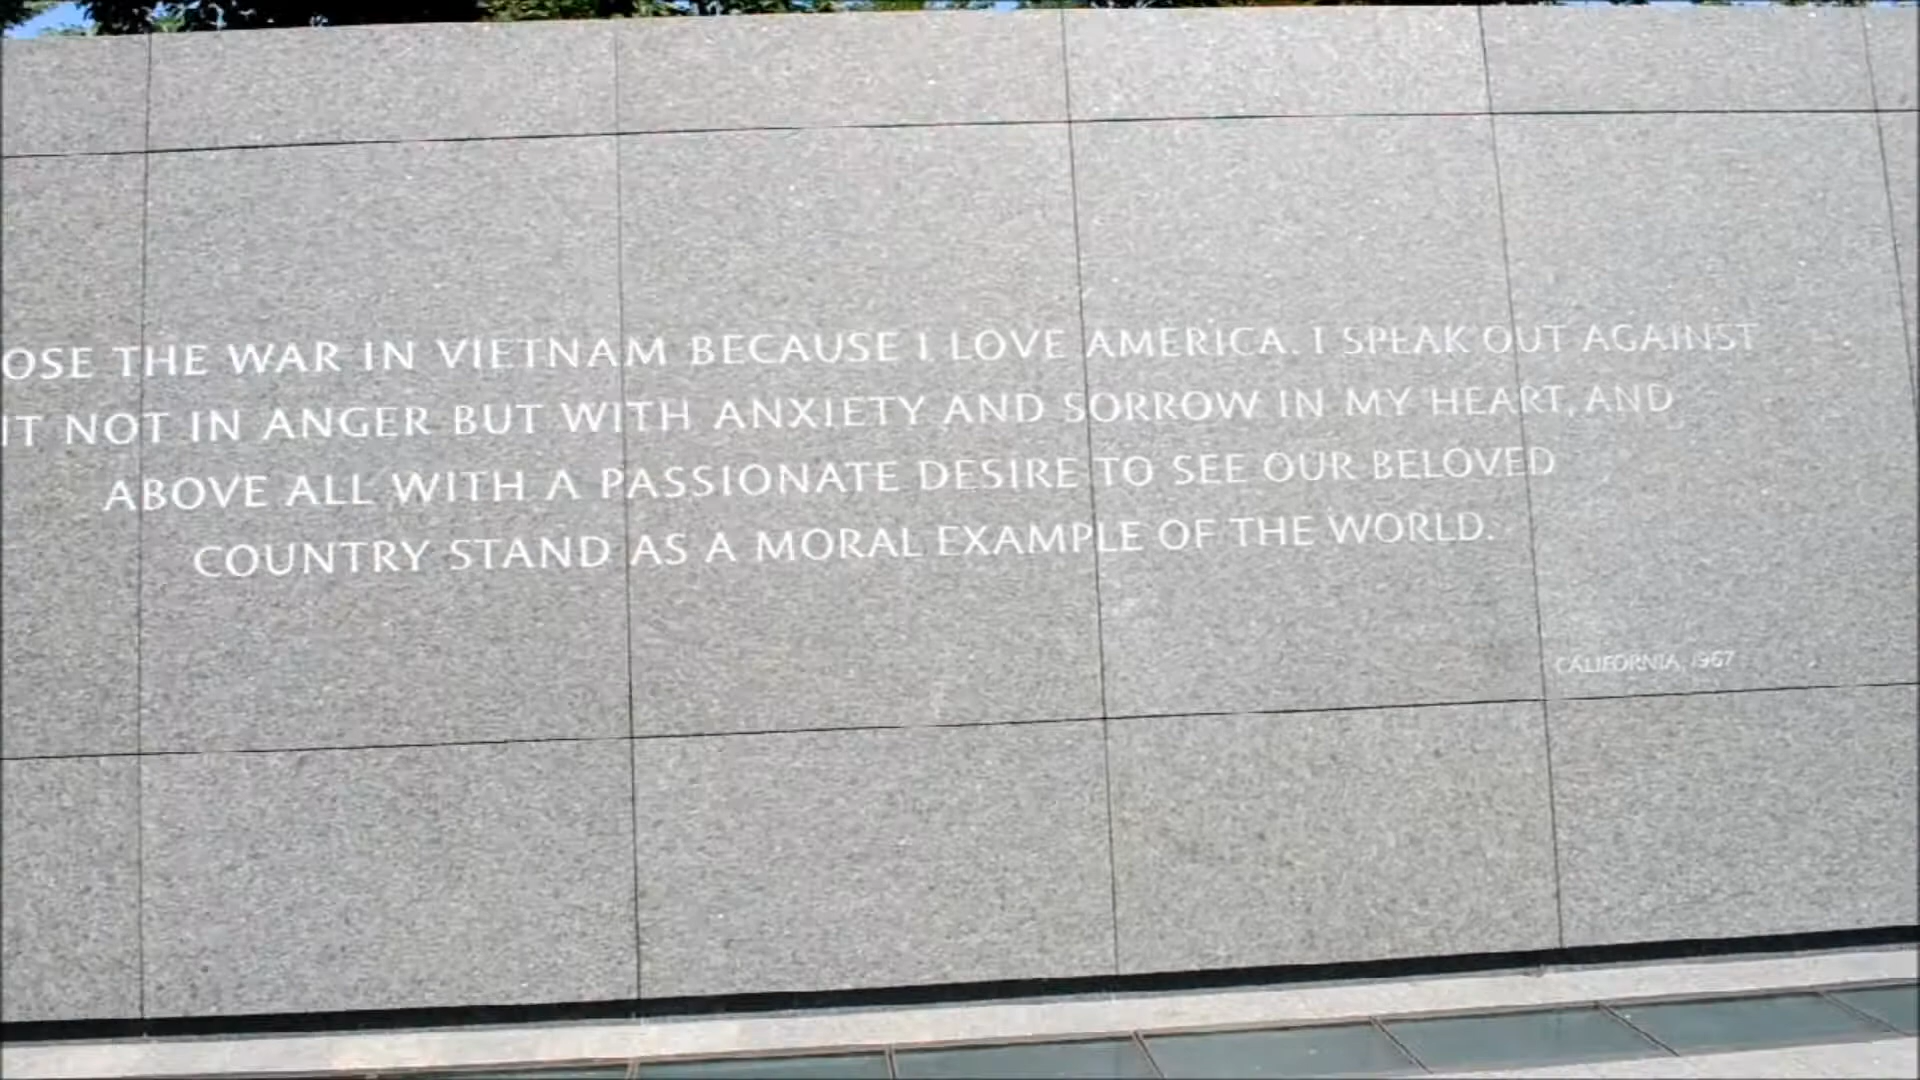 OSE THE WAR IN VIETNAM BECAUSE I LOVE AMERICA. I SPEAK OUT AGAINST
IT NOT IN ANGER BUT WITH ANXIETY AND SORROW IN MY HEART, AND
ABOVE ALL WITH A PASSIONATE DESIRE TO SEE OUR BELOVED
COUNTRY STAND AS A MORAL EXAMPLE OF THE WORLD.
CALIFORNIA, 1967